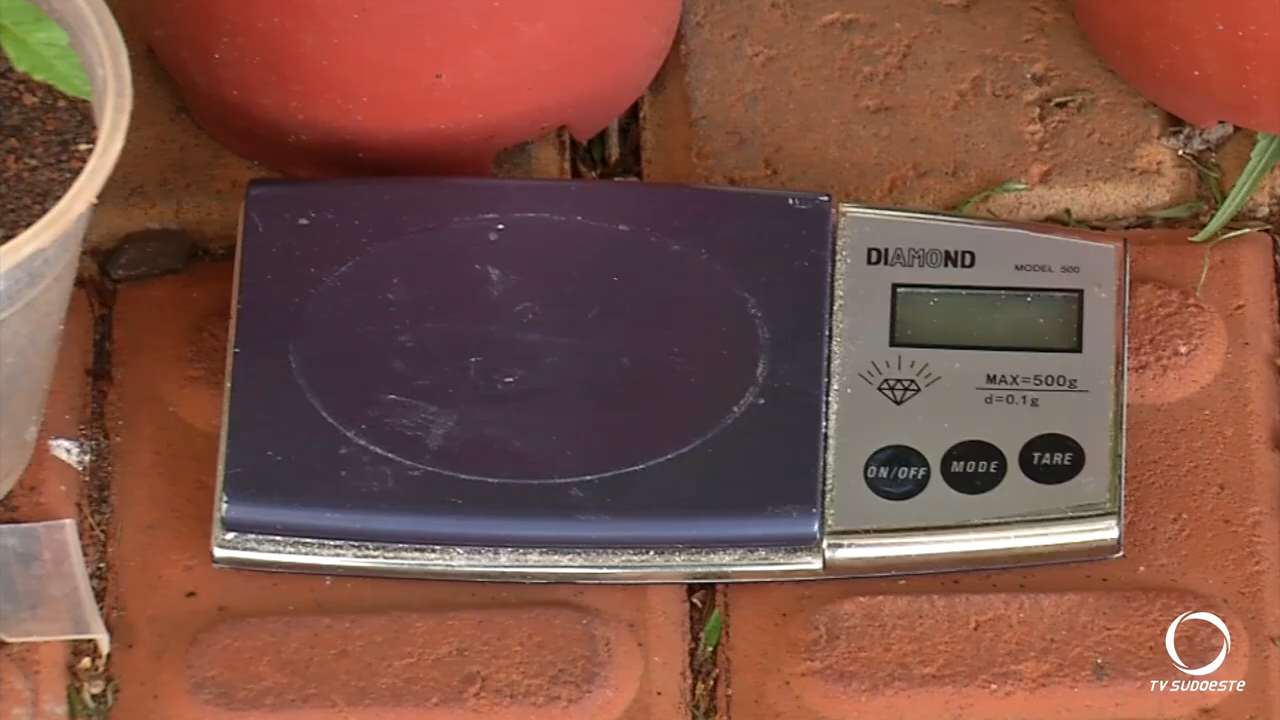 DIAMOND
MODEL 500
MAX=500g
d=0.1g
ON/OFF
MODE
TARE
TV SUDOESTE